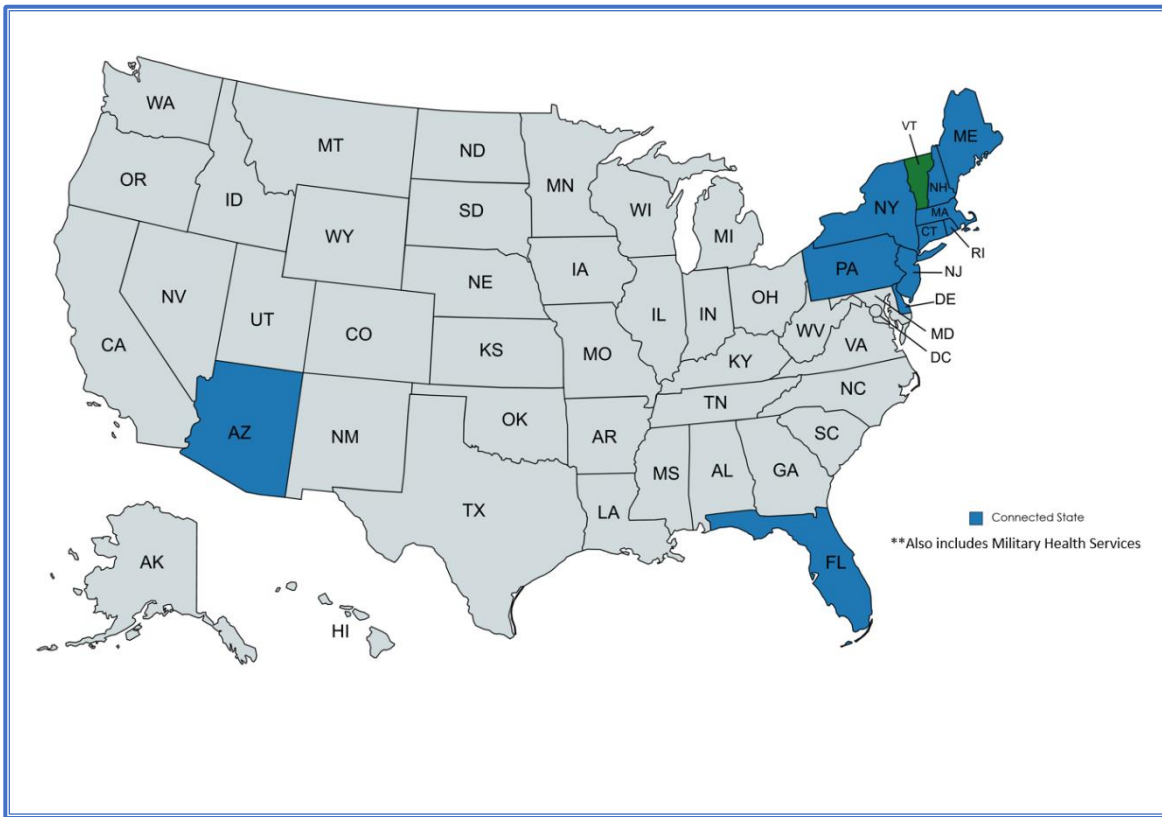 WA
MT
ND
MN
VT
ME
OR
ID
SD
WI
MI
NY
NH
MA
CT
RI
WY
IA
PA
NJ
NE
OH
DE
NV
UT
CO
IL
IN
WV
MD
CA
KS
MO
KY
VA
DC
AZ
NM
OK
AR
TN
NC
SC
TX
MS
AL
GA
LA
Connected State
**Also includes Military Health Services
AK
FL
HI